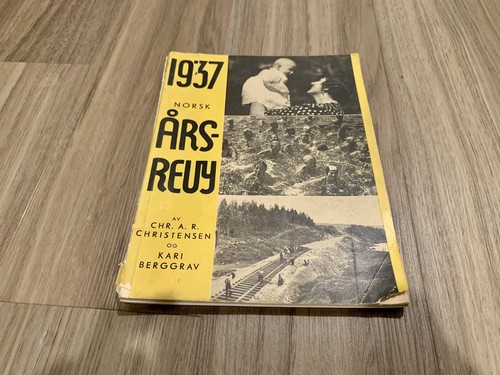 1937
NORSK
ÅRS-
REVY
AV
CHR. A. R.
CHRISTENSEN
OG
KARI
BERGGRAV